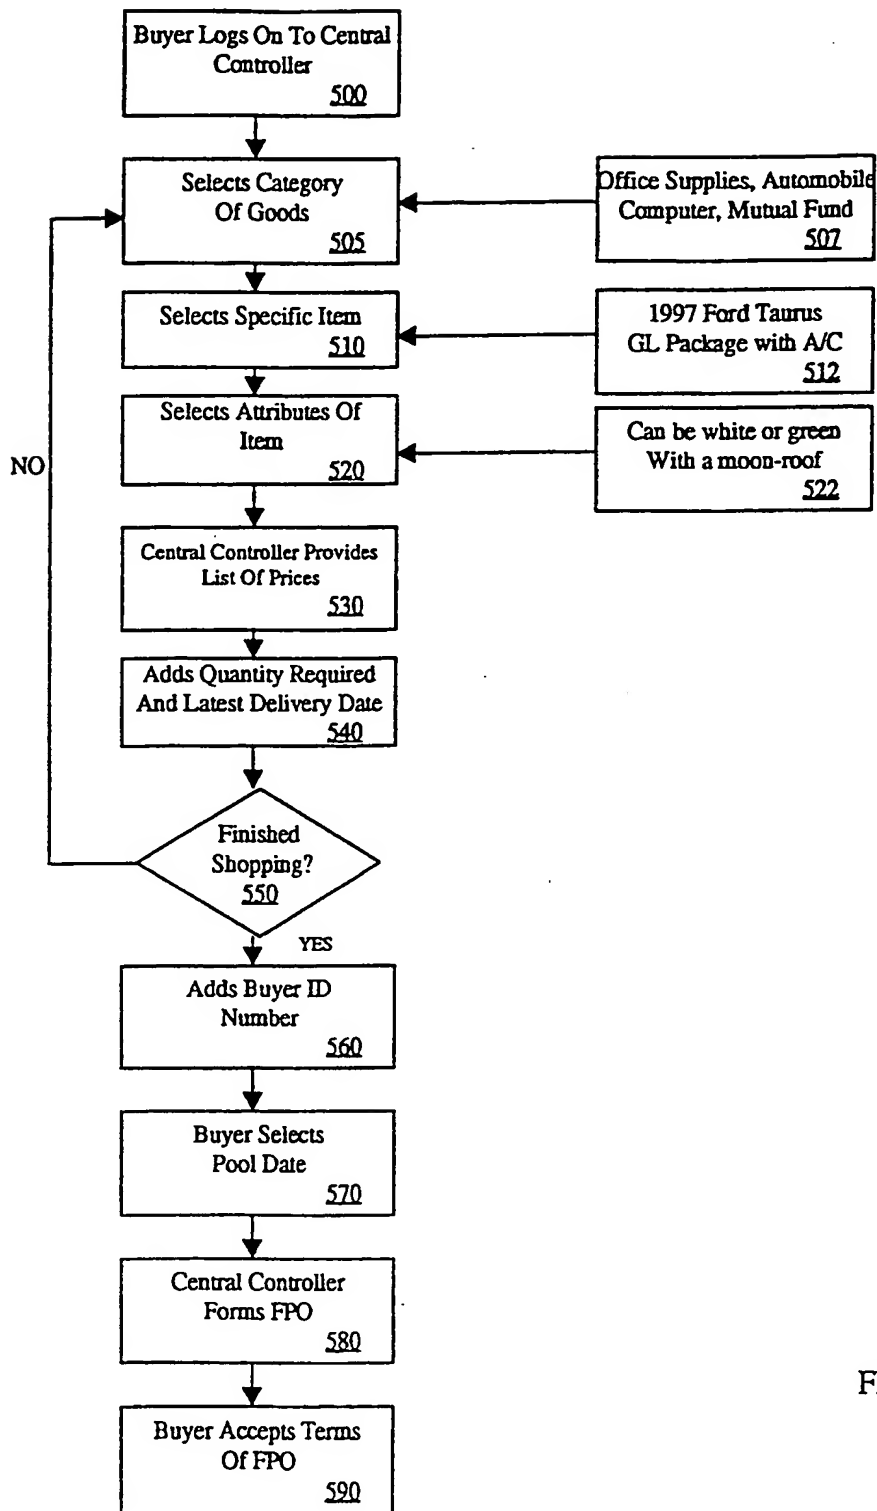 Buyer Logs On To Central
Controller
500
Selects Category
Of Goods
505
Office Supplies, Automobile
Computer, Mutual Fund
507
Selects Specific Item
510
1997 Ford Taurus
GL Package with A/C
512
Selects Attributes Of
Item
520
Can be white or green
With a moon-roof
522
NO
Central Controller Provides
List Of Prices
530
Adds Quantity Required
And Latest Delivery Date
540
Finished
Shopping?
550
YES
Adds Buyer ID
Number
560
Buyer Selects
Pool Date
570
Central Controller
Forms FPO
580
Buyer Accepts Terms
Of FPO
590